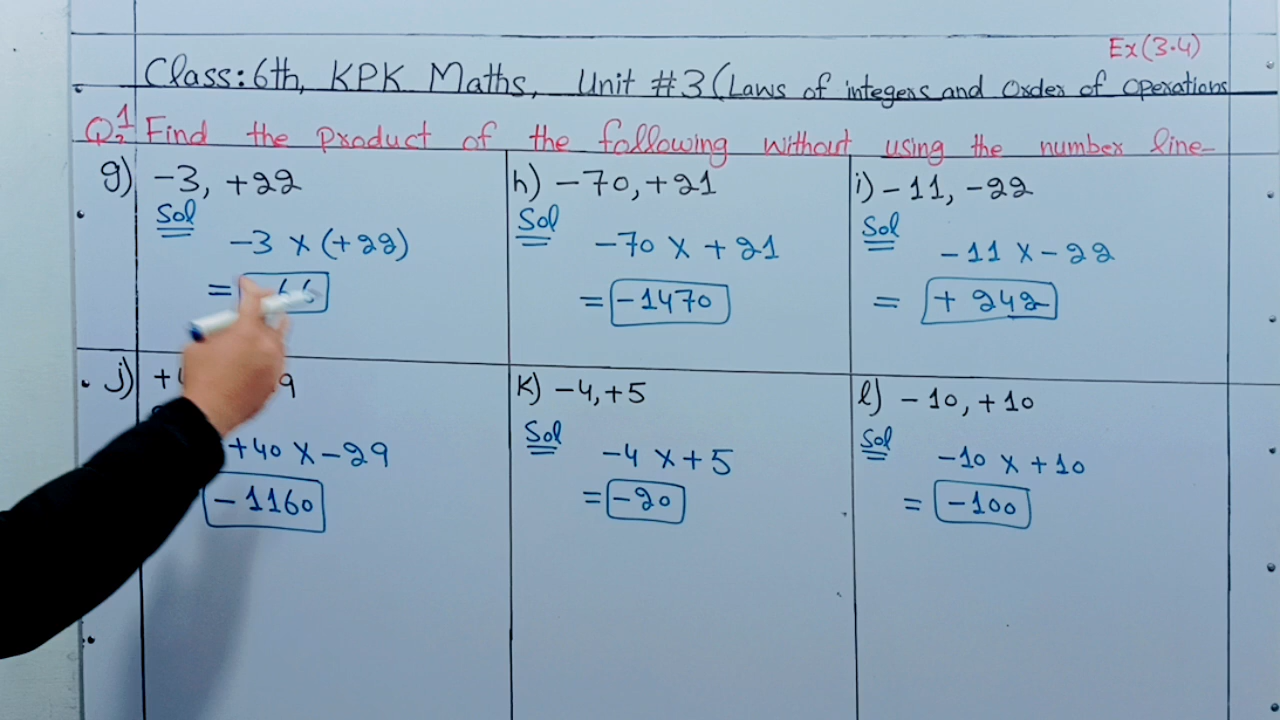 Ex(3.4)
Class:6th, KPK Maths, Unit #3(Laws of integers and Order of Operations
Q1 Find the product of the following without using the number line
g) -3, +22
Sol
-3 x (+22)
= 66
h) -70, +21
Sol
-70 x +21
= -1470
i) -11, -22
Sol
-11 x -22
= + 242
j) +4 9
+40 x -29
-1160
k) -4, +5
Sol
-4 x +5
= -20
l) -10, +10
Sol
-10 x +10
= -100